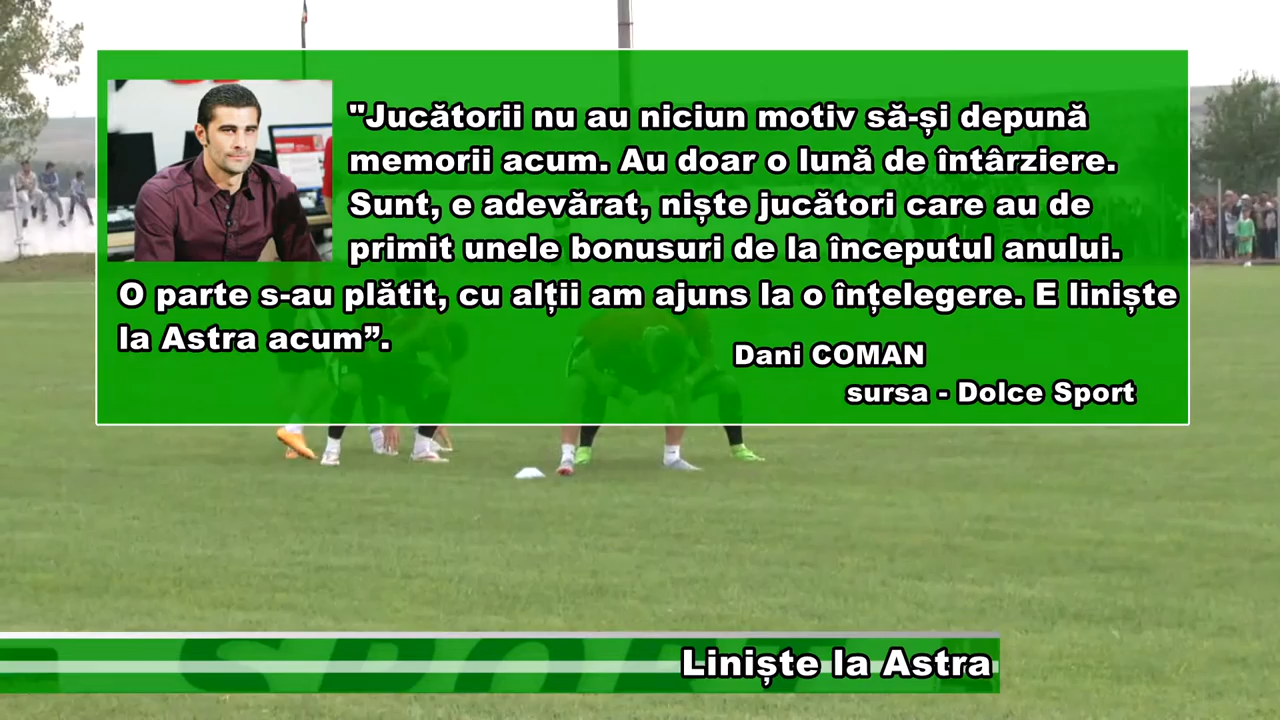 "Jucătorii nu au niciun motiv să-și depună
memorii acum. Au doar o lună de întârziere.
Sunt, e adevărat, niște jucători care au de
primit unele bonusuri de la începutul anului.
O parte s-au plătit, cu alții am ajuns la o înțelegere. E liniște
la Astra acum”.
Dani COMAN
sursa - Dolce Sport
SPORT
Liniște la Astra